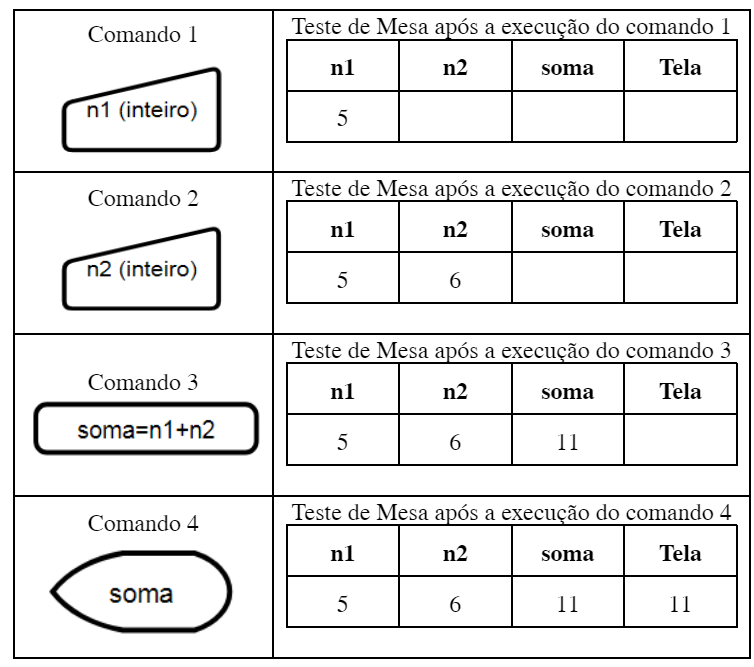 Comando 1
n1 (inteiro)
Teste de Mesa após a execução do comando 1
n1 n2 soma Tela
5
Comando 2
n2 (inteiro)
Teste de Mesa após a execução do comando 2
n1 n2 soma Tela
5 6
Comando 3
soma=n1+n2
Teste de Mesa após a execução do comando 3
n1 n2 soma Tela
5 6 11
Comando 4
soma
Teste de Mesa após a execução do comando 4
n1 n2 soma Tela
5 6 11 11